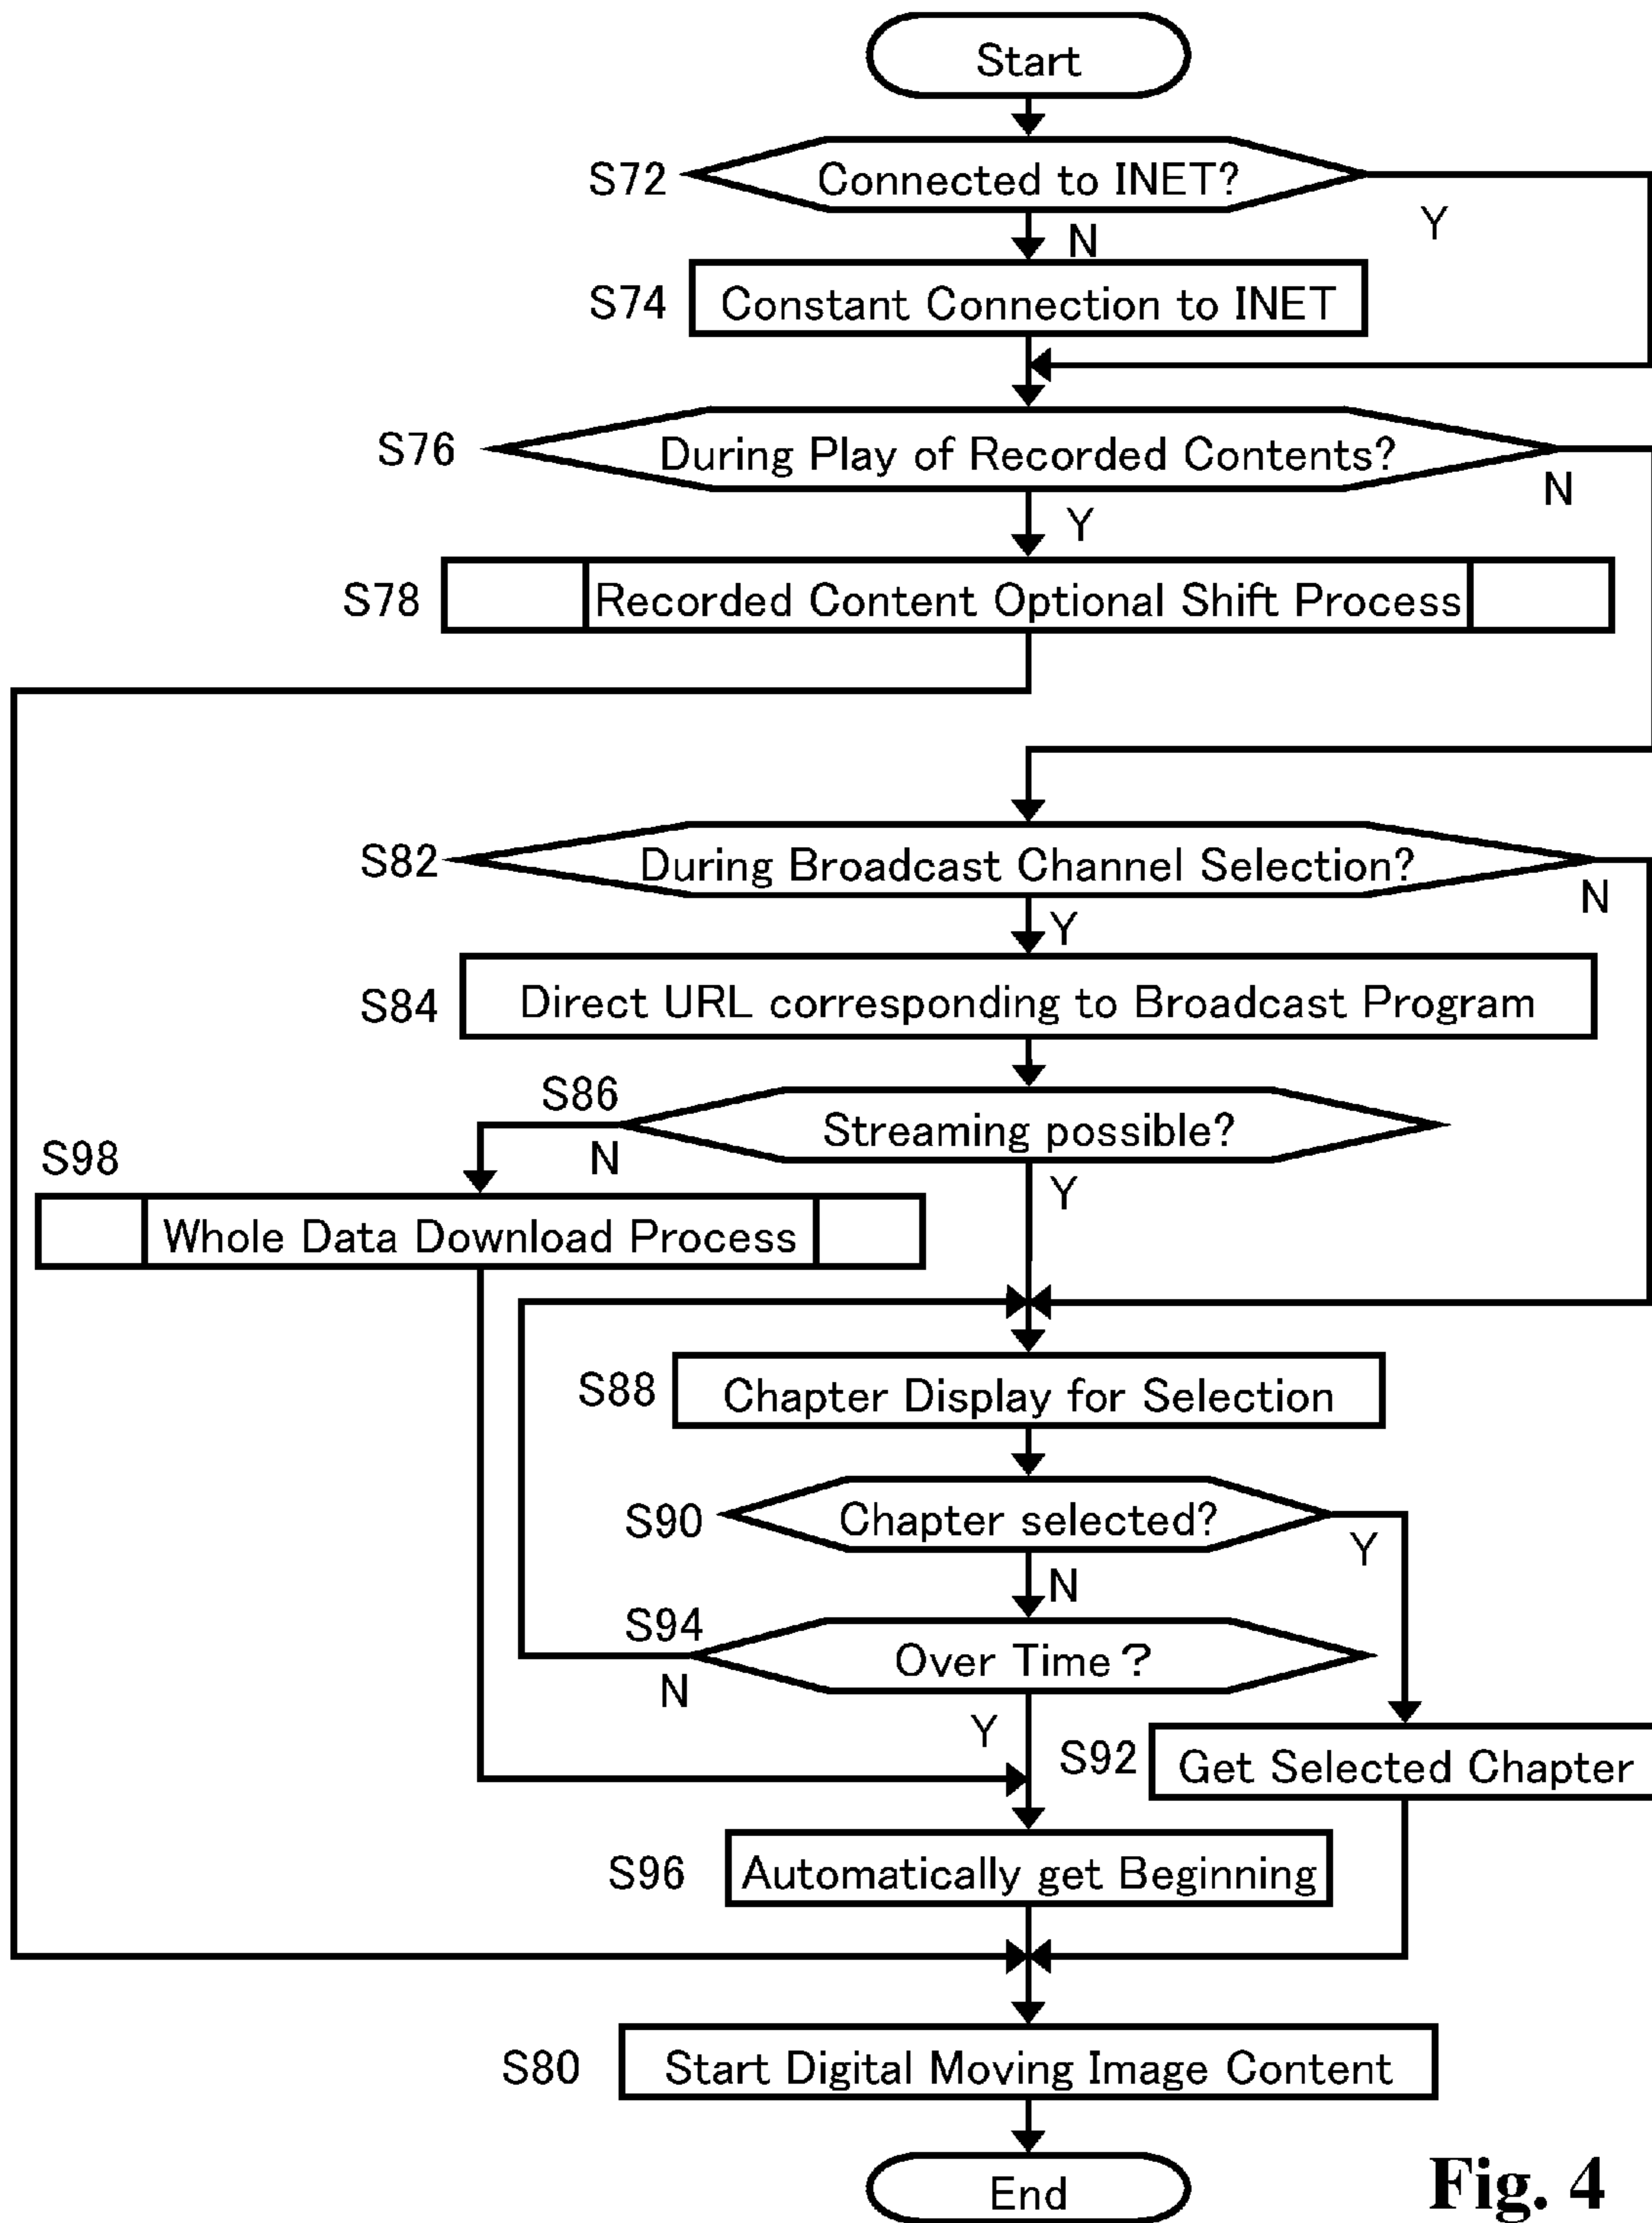 Start
S72 Connected to INET?
Y
N
S74 Constant Connection to INET
S76 During Play of Recorded Contents?
N
Y
S78 Recorded Content Optional Shift Process
S82 During Broadcast Channel Selection?
N
Y
S84 Direct URL corresponding to Broadcast Program
S86 Streaming possible?
N
Y
S98
Whole Data Download Process
S88 Chapter Display for Selection
S90 Chapter selected?
Y
N
S94 Over Time ?
N
Y
S92 Get Selected Chapter
S96 Automatically get Beginning
S80 Start Digital Moving Image Content
End
Fig. 4